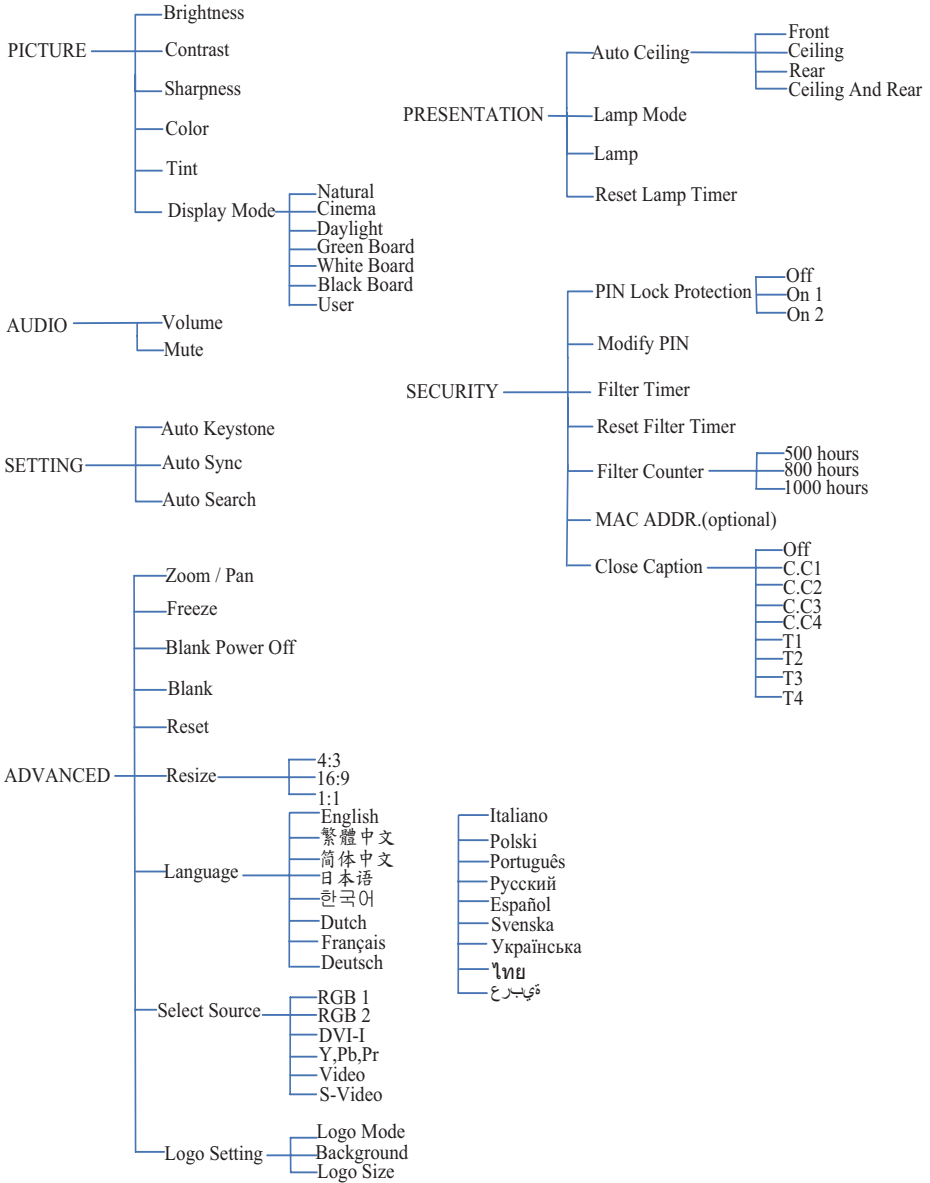 PICTURE
Brightness
Contrast
Sharpness
Color
Tint
Display Mode
Natural
Cinema
Daylight
Green Board
White Board
Black Board
User
AUDIO
Volume
Mute
SETTING
Auto Keystone
Auto Sync
Auto Search
ADVANCED
Zoom / Pan
Freeze
Blank Power Off
Blank
Reset
Resize
4:3
16:9
1:1
Language
English
繁體中文
简体中文
日本语
한국어
Dutch
Français
Deutsch
Italiano
Polski
Português
Русский
Español
Svenska
Українська
ไทย
ةيبرع
Select Source
RGB 1
RGB 2
DVI-I
Y,Pb,Pr
Video
S-Video
Logo Setting
Logo Mode
Background
Logo Size
PRESENTATION
Auto Ceiling
Front
Ceiling
Rear
Ceiling And Rear
Lamp Mode
Lamp
Reset Lamp Timer
SECURITY
PIN Lock Protection
Off
On 1
On 2
Modify PIN
Filter Timer
Reset Filter Timer
Filter Counter
500 hours
800 hours
1000 hours
MAC ADDR.(optional)
Close Caption
Off
C.C1
C.C2
C.C3
C.C4
T1
T2
T3
T4